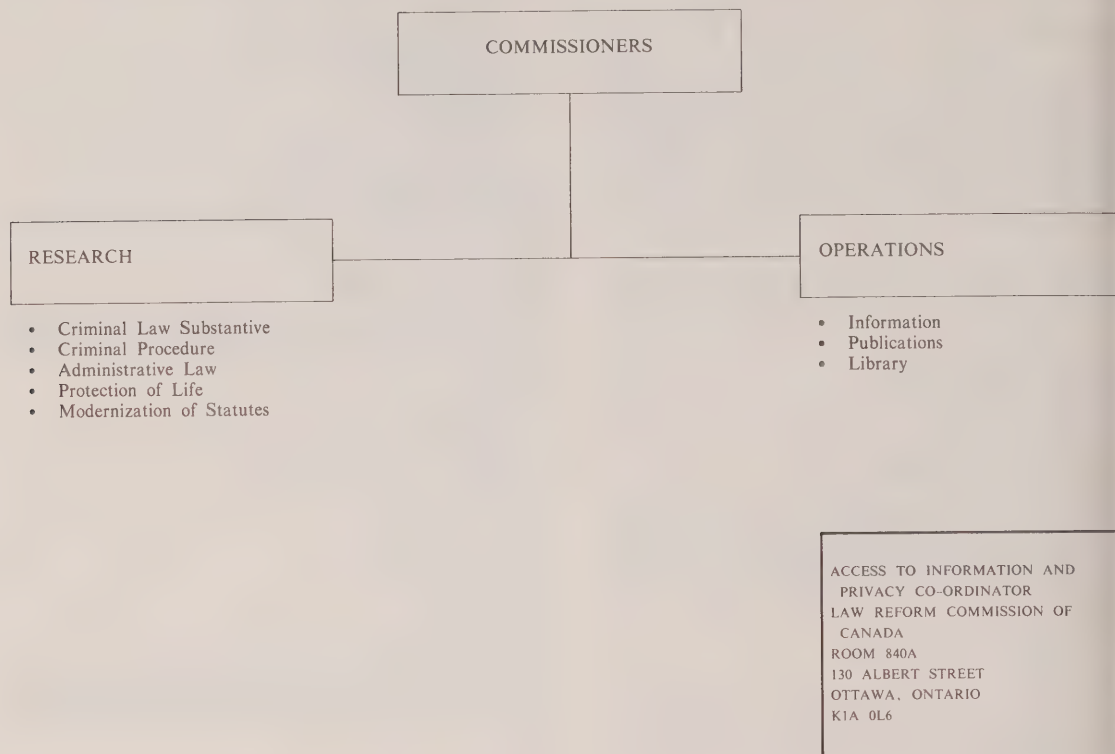 COMMISSIONERS
RESEARCH
• Criminal Law Substantive
• Criminal Procedure
• Administrative Law
• Protection of Life
• Modernization of Statutes
OPERATIONS
• Information
• Publications
• Library
ACCESS TO INFORMATION AND
PRIVACY CO-ORDINATOR
LAW REFORM COMMISSION OF
CANADA
ROOM 840A
130 ALBERT STREET
OTTAWA, ONTARIO
K1A 0L6